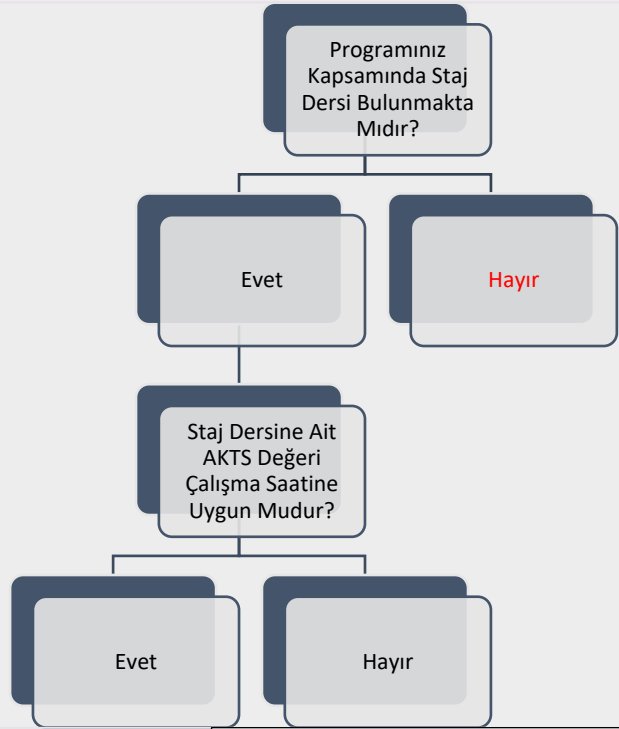 Programınız
Kapsamında Staj
Dersi Bulunmakta
Mıdır?
Evet
Hayır
Staj Dersine Ait
AKTS Değeri
Çalışma Saatine
Uygun Mudur?
Evet
Hayır